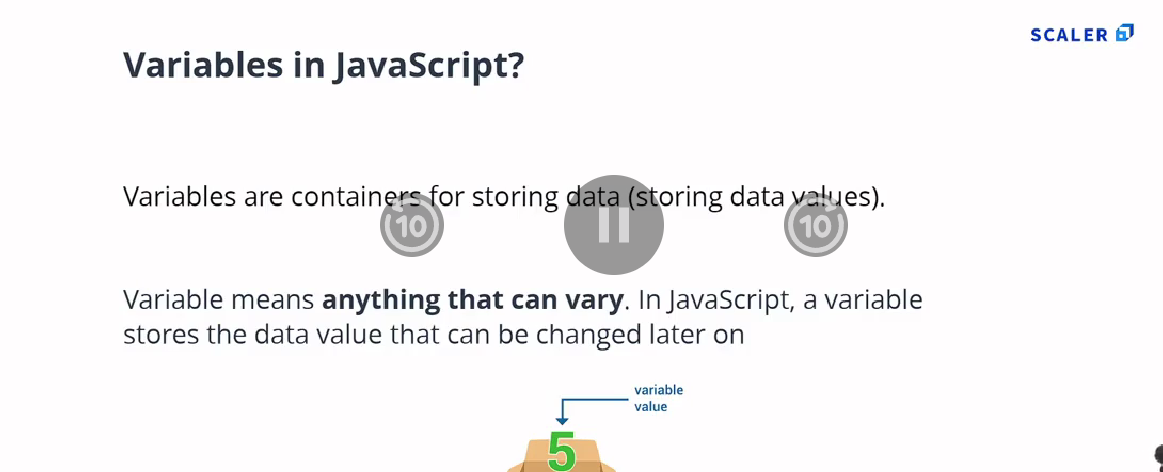 SCALER
Variables in JavaScript?
Variables are containers for storing data (storing data values).
10
10
Variable means anything that can vary. In JavaScript, a variable
stores the data value that can be changed later on
variable
value
5